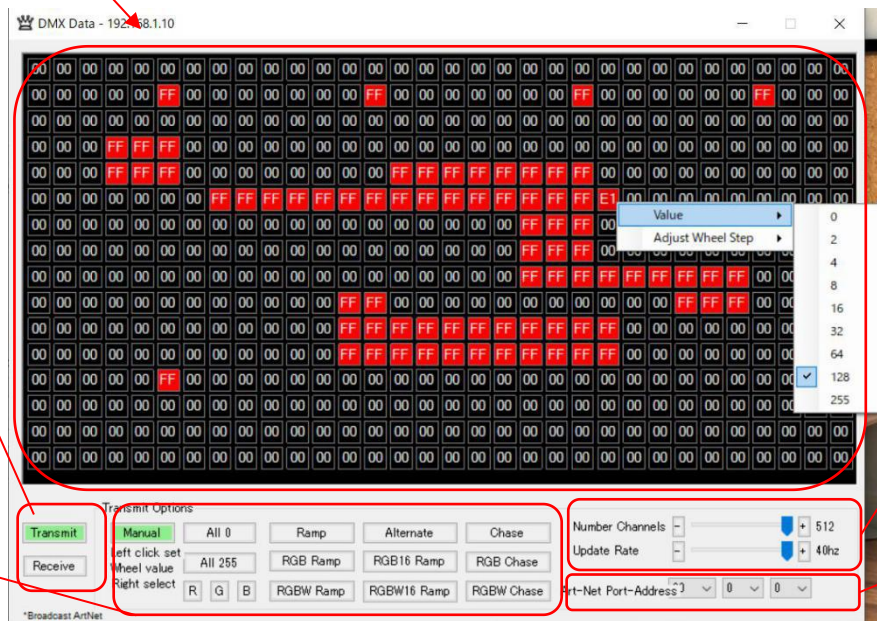 DMX Data - 192.168.1.10
00 00 00 00 00 00 00 00 00 00 00 00 00 00 00 00 00 00 00 00 00 00 00 00 00 00 00 00 00 00 00 00
00 00 00 00 00 FF 00 00 00 00 00 00 00 FF 00 00 00 00 00 00 00 FF 00 00 00 00 00 00 FF 00 00 00
00 00 00 00 00 00 00 00 00 00 00 00 00 00 00 00 00 00 00 00 00 00 00 00 00 00 00 00 00 00 00 00
00 00 00 FF FF FF 00 00 00 00 00 00 00 00 00 00 00 00 00 00 00 00 00 00 00 00 00 00 00 00 00 00
00 00 00 FF FF FF 00 00 00 00 00 00 00 00 FF FF FF FF FF FF FF FF 00 00 00 00 00 00 00 00 00 00
00 00 00 00 00 00 00 FF FF FF FF FF FF FF FF FF FF FF FF FF FF FF E1 00 00 00 00 00 00 00 00 00
00 00 00 00 00 00 00 00 00 00 00 00 00 00 00 00 00 00 00 FF FF FF 00
00 00 00 00 00 00 00 00 00 00 00 00 00 00 00 00 00 00 00 FF FF FF 00 00 00 00 00 00 00 00
00 00 00 00 00 00 00 00 00 00 00 00 00 00 00 00 00 00 00 FF FF FF FF FF FF FF FF FF 00 00
00 00 00 00 00 00 00 00 00 00 00 00 FF FF 00 00 00 00 00 00 00 00 00 00 00 FF FF FF 00 00
00 00 00 00 00 00 00 00 00 00 00 00 FF FF FF FF FF FF FF FF FF FF FF 00 00 00 00 00 00 00
00 00 00 00 00 00 00 00 00 00 00 00 FF FF FF FF FF FF FF FF FF FF FF 00 00 00 00 00 00 00
00 00 00 00 00 FF 00 00 00 00 00 00 00 00 00 00 00 00 00 00 00 00 00 00 00 00 00 00 00 00
00 00 00 00 00 00 00 00 00 00 00 00 00 00 00 00 00 00 00 00 00 00 00 00 00 00 00 00 00 00
00 00 00 00 00 00 00 00 00 00 00 00 00 00 00 00 00 00 00 00 00 00 00 00 00 00 00 00 00 00 00 00
00 00 00 00 00 00 00 00 00 00 00 00 00 00 00 00 00 00 00 00 00 00 00 00 00 00 00 00 00 00 00 00
Value
Adjust Wheel Step
0
2
4
8
16
32
64
128
255
Transmit
Receive
Transmit Options
Manual All 0 Ramp Alternate Chase
Left click set
Wheel value
Right select
All 255 RGB Ramp RGB16 Ramp RGB Chase
R G B RGBW Ramp RGBW16 Ramp RGBW Chase
Number Channels - + 512
Update Rate - + 40hz
Art-Net Port-Address 0 0
*Broadcast ArtNet